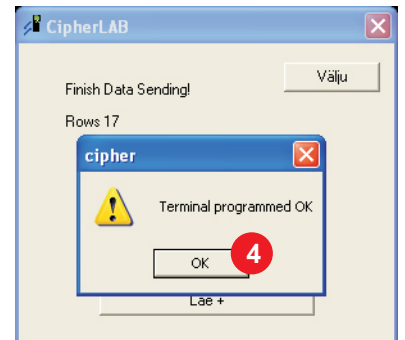 CipherLAB
Välju
Finish Data Sending!
Rows 17
cipher
Terminal programmed OK
OK
4
Lae +